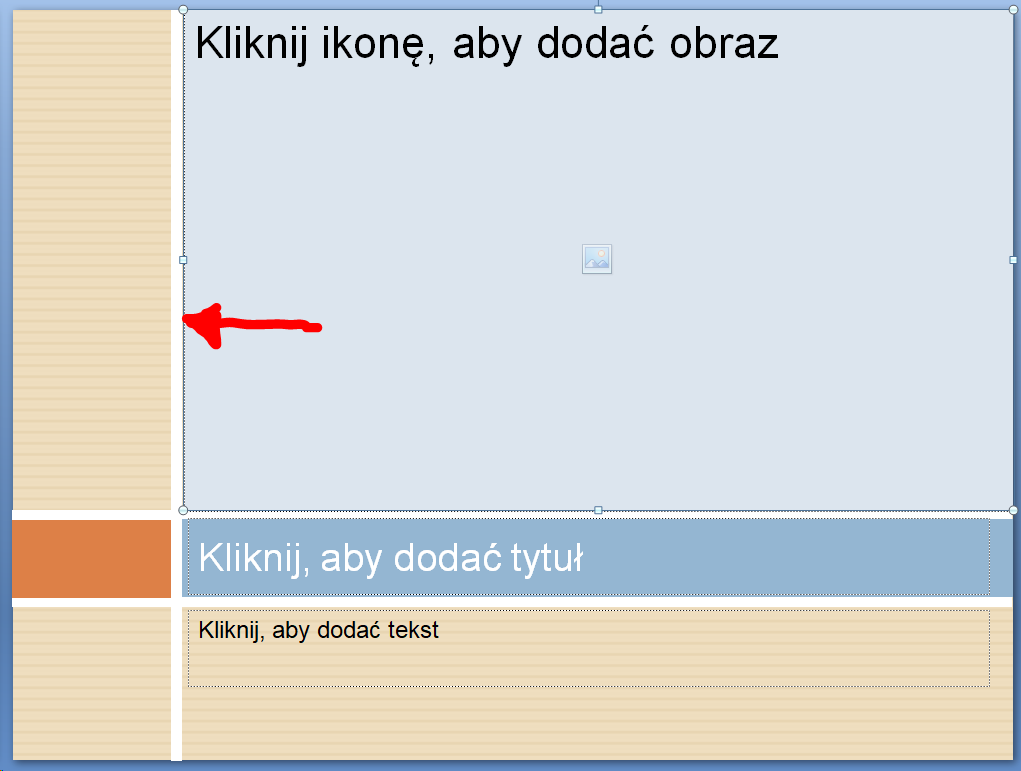 Kliknij ikonę, aby dodać obraz
Kliknij, aby dodać tytuł
Kliknij, aby dodać tekst